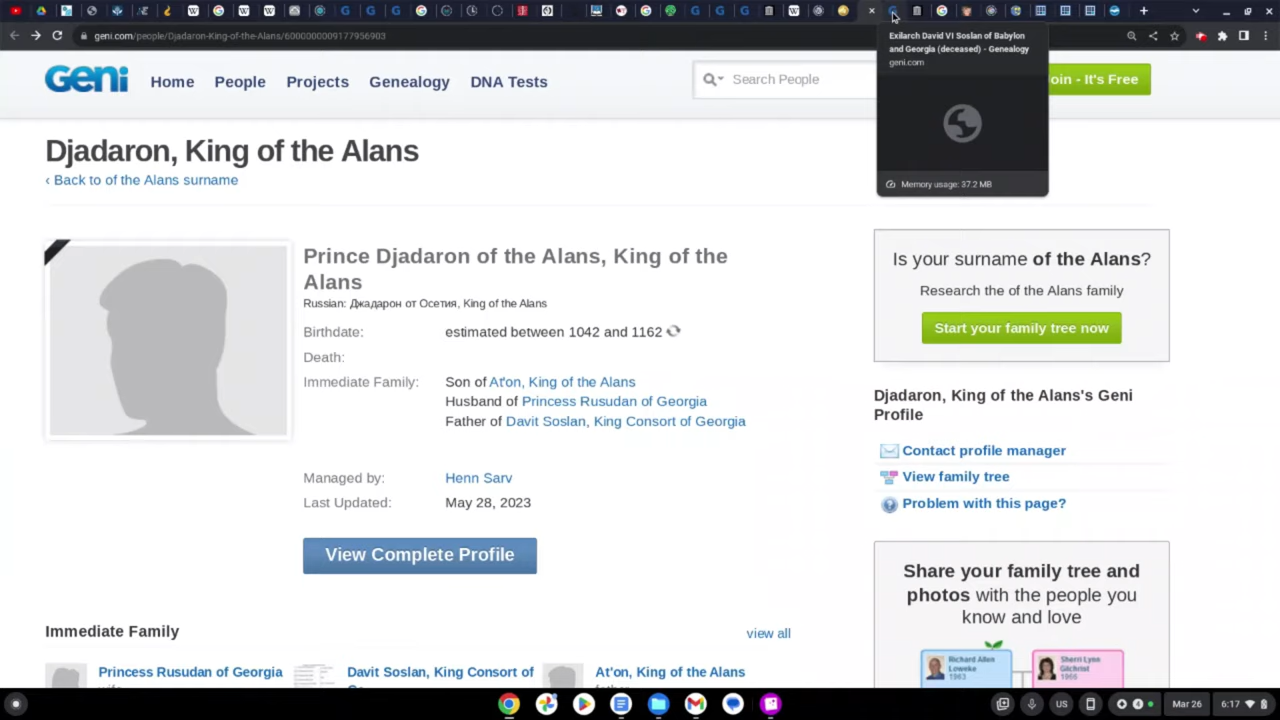 geni.com/people/Djadaron-King-of-the-Alans/6000000009177956903
Exilarch David VI Soslan of Babylon
and Georgia (deceased) - Genealogy
geni.com
Memory usage: 37.2 MB
Geni
Home
People
Projects
Genealogy
DNA Tests
Search People
oin - It's Free
Djadaron, King of the Alans
‹ Back to of the Alans surname
Prince Djadaron of the Alans, King of the
Alans
Russian: Джадарон от Осетия, King of the Alans
Birthdate: estimated between 1042 and 1162
Death:
Immediate Family: Son of At'on, King of the Alans
Husband of Princess Rusudan of Georgia
Father of Davit Soslan, King Consort of Georgia
Managed by: Henn Sarv
Last Updated: May 28, 2023
View Complete Profile
Immediate Family
view all
Princess Rusudan of Georgia
Davit Soslan, King Consort of
At'on, King of the Alans
Is your surname of the Alans?
Research the of the Alans family
Start your family tree now
Djadaron, King of the Alans's Geni
Profile
Contact profile manager
View family tree
Problem with this page?
Share your family tree and
photos with the people you
know and love
Richard Allen
Loweke
1983
Sherri Lynn
Gilchrist
1966
US
Mar 26
6:17